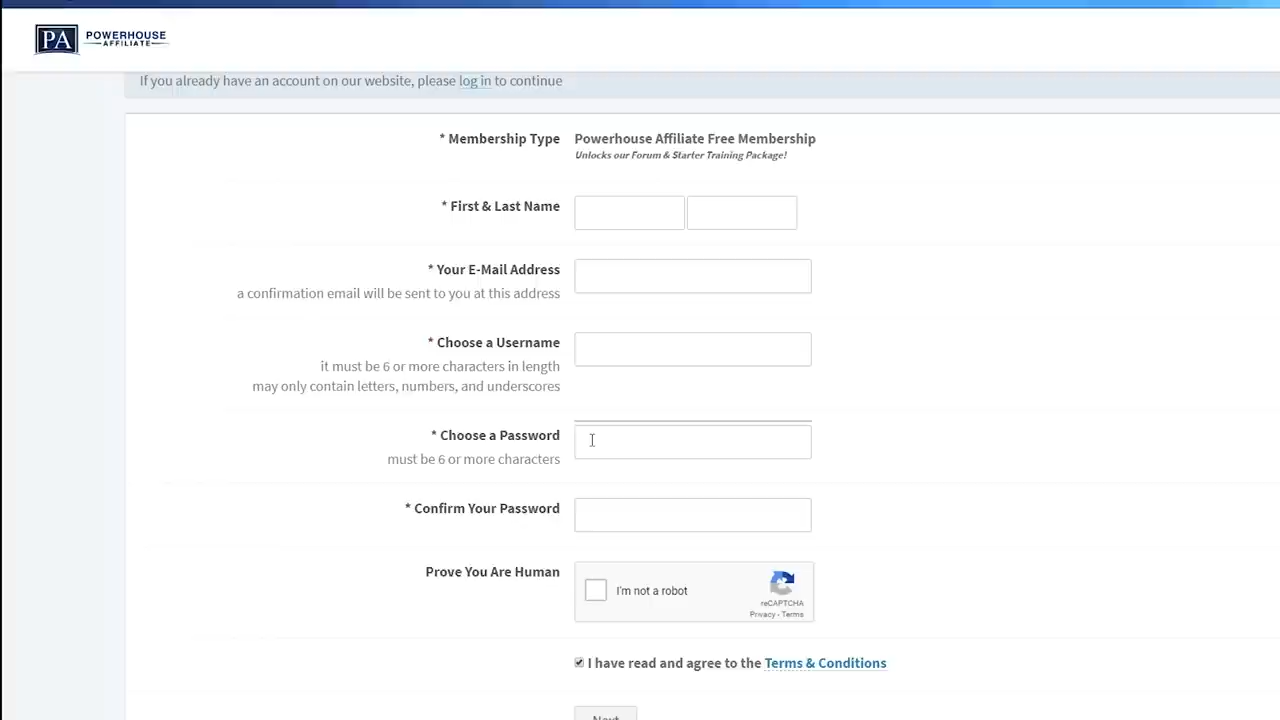 PA POWERHOUSE
AFFILIATE
If you already have an account on our website, please log in to continue
* Membership Type
Powerhouse Affiliate Free Membership
Unlocks our Forum & Starter Training Package!
* First & Last Name
* Your E-Mail Address
a confirmation email will be sent to you at this address
* Choose a Username
it must be 6 or more characters in length
may only contain letters, numbers, and underscores
* Choose a Password
must be 6 or more characters
* Confirm Your Password
Prove You Are Human
I'm not a robot
reCAPTCHA
Privacy - Terms
I have read and agree to the Terms & Conditions
Next